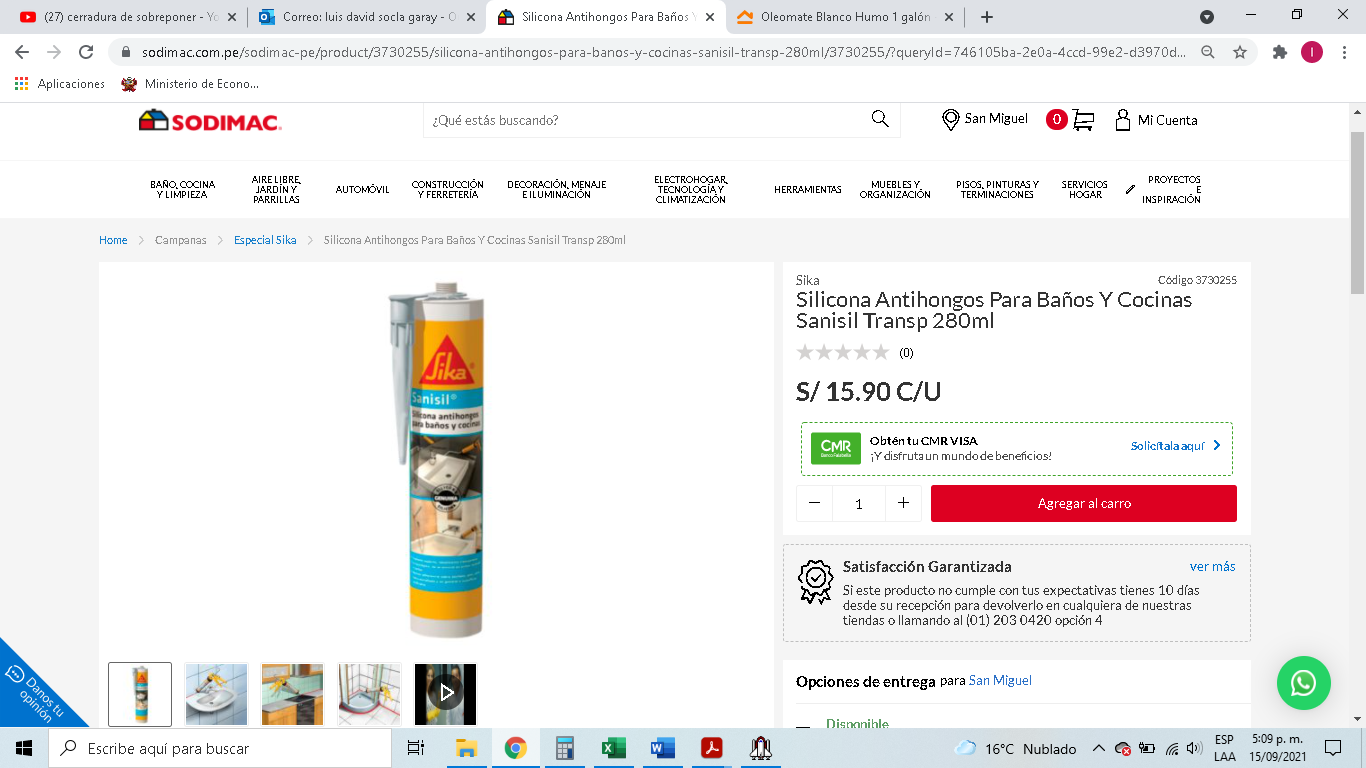 (27) cerradura de sobreponer - Yo
Correo: luis david socla garay - O
Silicona Antihongos Para Baños Y
Oleomate Blanco Humo 1 galón
sodimac.com.pe/sodimac-pe/product/3730255/silicona-antihongos-para-banos-y-cocinas-sanisil-transp-280ml/3730255/?queryId=746105ba-2e0a-4ccd-99e2-d3970d...
I
Aplicaciones
Ministerio de Econo...
SODIMAC
¿Qué estás buscando?
San Miguel
0
Mi Cuenta
BAÑO, COCINA
Y LIMPIEZA
AIRE LIBRE,
JARDÍN Y
PARRILLAS
AUTOMÓVIL
CONSTRUCCIÓN
Y FERRETERÍA
DECORACIÓN, MENAJE
E ILUMINACIÓN
ELECTROHOGAR,
TECNOLOGÍA Y
CLIMATIZACIÓN
HERRAMIENTAS
MUEBLES Y
ORGANIZACIÓN
PISOS, PINTURAS Y
TERMINACIONES
SERVICIOS
HOGAR
PROYECTOS
E
INSPIRACIÓN
Home > Campanas > Especial Sika > Silicona Antihongos Para Baños Y Cocinas Sanisil Transp 280ml
Sika
Sanisil®
Silicona antihongos
para baños y cocinas
Sika
Código 3730255
Silicona Antihongos Para Baños Y Cocinas
Sanisil Transp 280ml
(0)
S/ 15.90 C/U
CMR
Banco Falabella
Obtén tu CMR VISA
¡Y disfruta un mundo de beneficios!
Solicítala aquí
1
Agregar al carro
Satisfacción Garantizada
ver más
Si este producto no cumple con tus expectativas tienes 10 días
desde su recepción para devolverlo en cualquiera de nuestras
tiendas o llamando al (01) 203 0420 opción 4
Opciones de entrega para San Miguel
Disponible
Danos tu
opinión
Escribe aquí para buscar
16°C Nublado
ESP
LAA
5:09 p. m.
15/09/2021